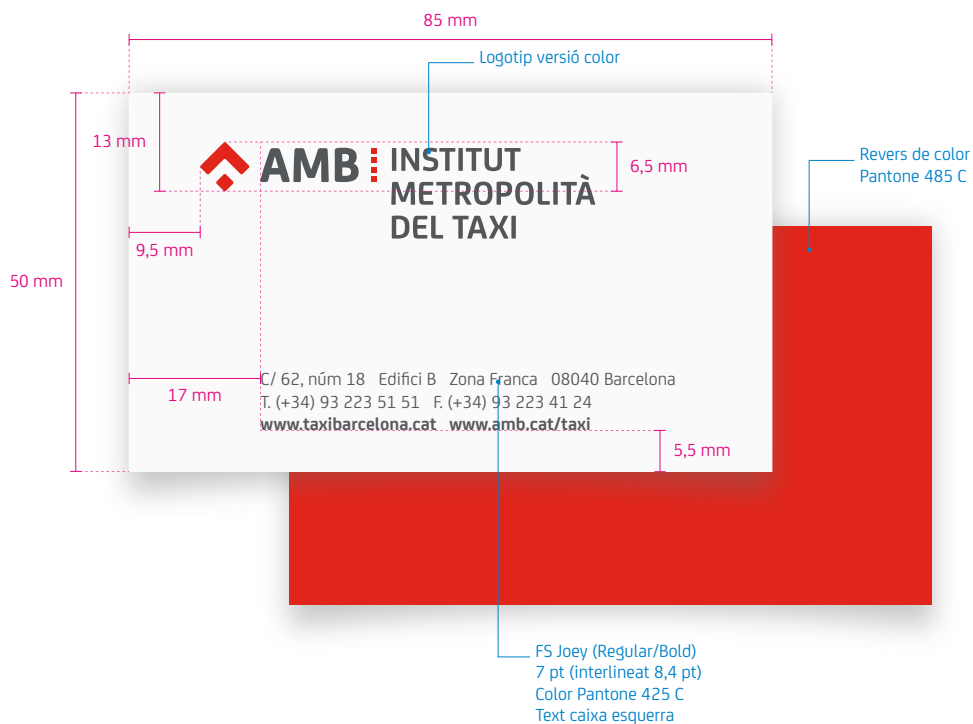 85 mm
Logotip versió color
13 mm
AMB INSTITUT
METROPOLITÀ
DEL TAXI
6,5 mm
Revers de color
Pantone 485 C
9,5 mm
50 mm
17 mm
C/ 62, núm 18 Edifici B Zona Franca 08040 Barcelona
T. (+34) 93 223 51 51 F. (+34) 93 223 41 24
www.taxibarcelona.cat www.amb.cat/taxi
5,5 mm
FS Joey (Regular/Bold)
7 pt (interlineat 8,4 pt)
Color Pantone 425 C
Text caixa esquerra